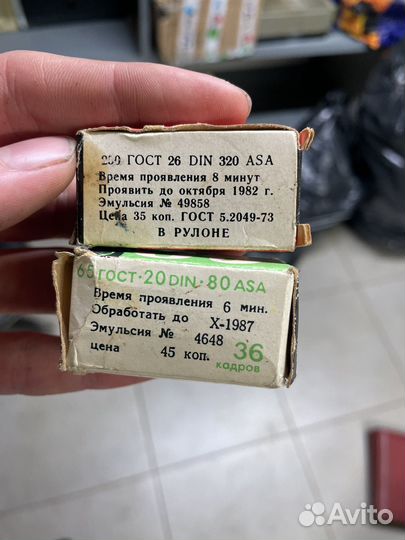 250 ГОСТ 26 DIN 320 ASA
Время проявления 8 минут
Проявить до октября 1982 г.
Эмульсия № 49858
Цена 35 коп. ГОСТ 5.2049-73
В РУЛОНЕ
65 ГОСТ·20 DIN·80 ASA
Время проявления 6 мин.
Обработать до X-1987
Эмульсия № 4648
цена 45 коп. 36
кадров
Avito